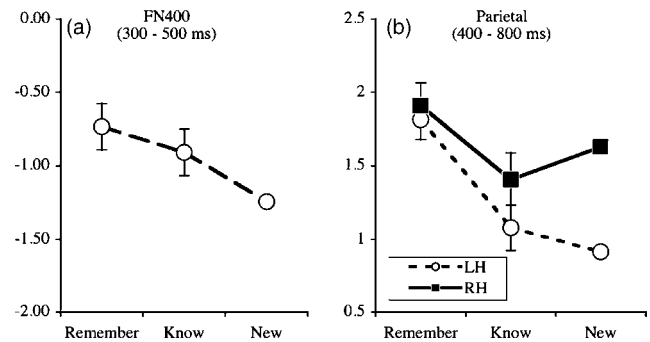 FN400
(a)
(300 - 500 ms)
0.00
-0.50
-1.00
-1.50
-2.00
Remember Know New
Parietal
(b)
(400 - 800 ms)
2.5
2
1.5
1
0.5
LH
RH
Remember Know New